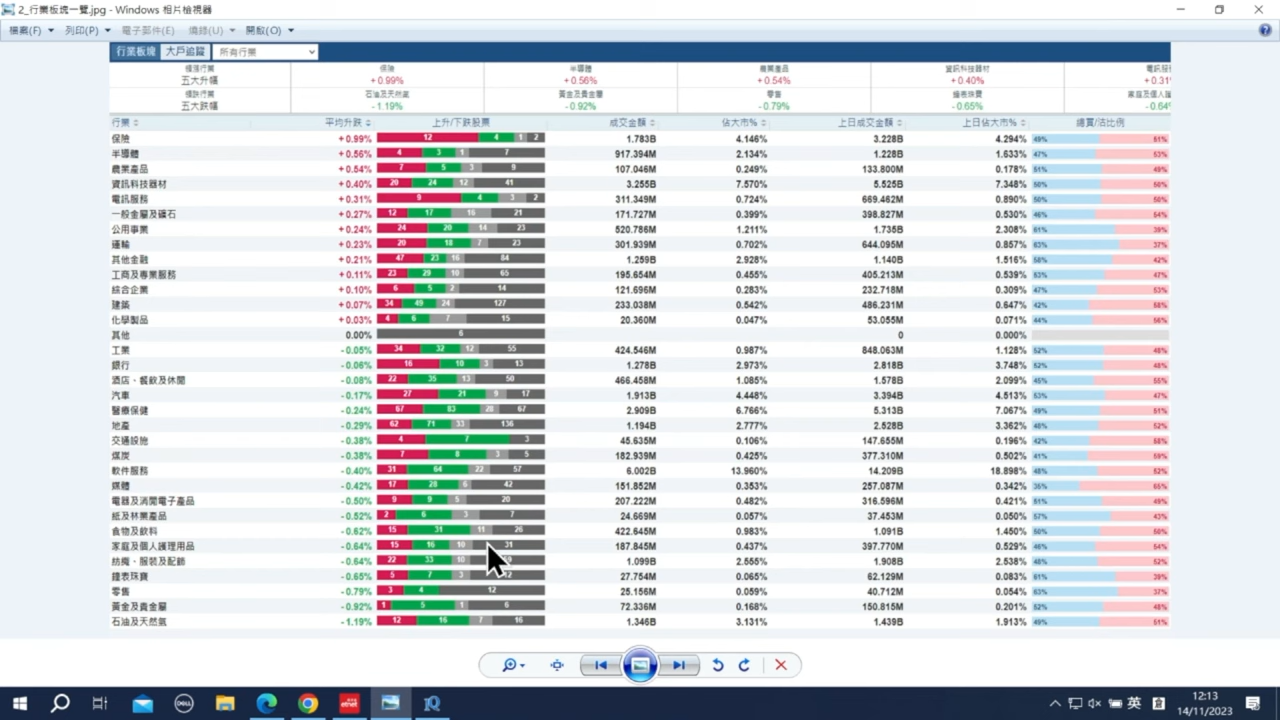 2_行業板塊一覽.jpg - Windows 相片檢視器
檔案(F) 列印(P) 電子郵件(E) 燒錄(U) 開啟(O)
行業板塊 大戶追蹤 所有行業
領漲行業 保險 半導體 農業產品 資訊科技器材 電訊服
五大升幅 +0.99% +0.56% +0.54% +0.40% +0.31
領跌行業 石油及天然氣 黃金及貴金屬 零售 鐘表珠寶 家庭及個人護
五大跌幅 -1.19% -0.92% -0.79% -0.65% -0.64
行業 平均升跌 上升/下跌股票 成交金額 佔大市% 上日成交金額 上日佔大市% 購買/沽比例
保險 +0.99% 12 4 1 2 1.783B 4.146% 3.228B 4.294% 49% 51%
半導體 +0.56% 4 3 1 7 917.394M 2.134% 1.228B 1.633% 47% 53%
農業產品 +0.54% 7 5 3 9 107.046M 0.249% 133.800M 0.178% 51% 49%
資訊科技器材 +0.40% 20 24 12 41 3.255B 7.570% 5.525B 7.348% 50% 50%
電訊服務 +0.31% 9 4 3 2 311.349M 0.724% 669.462M 0.890% 50% 50%
一般金屬及礦石 +0.27% 12 17 15 21 171.727M 0.399% 398.827M 0.530% 46% 54%
公用事業 +0.24% 24 20 14 23 520.786M 1.211% 1.735B 2.308% 61% 39%
運輸 +0.23% 20 18 7 23 301.939M 0.702% 644.095M 0.857% 63% 37%
其他金融 +0.21% 47 23 16 84 1.259B 2.928% 1.140B 1.516% 58% 42%
工商及專業服務 +0.11% 23 29 10 65 195.654M 0.455% 405.213M 0.539% 53% 47%
綜合企業 +0.10% 6 5 2 14 121.696M 0.283% 232.718M 0.309% 47% 53%
建築 +0.07% 34 49 24 127 233.038M 0.542% 486.231M 0.647% 42% 58%
化學製品 +0.03% 4 6 7 15 20.360M 0.047% 53.055M 0.071% 44% 56%
其他 0.00% 6 0 0.000%
工業 -0.05% 34 32 12 55 424.546M 0.987% 848.063M 1.128% 52% 48%
銀行 -0.06% 16 10 3 13 1.278B 2.973% 2.818B 3.748% 52% 48%
酒店、餐飲及休閒 -0.08% 22 35 13 50 466.458M 1.085% 1.578B 2.099% 45% 55%
汽車 -0.17% 27 21 9 17 1.913B 4.448% 3.394B 4.513% 53% 47%
醫療保健 -0.24% 67 83 28 67 2.909B 6.766% 5.313B 7.067% 49% 51%
地產 -0.29% 62 71 33 136 1.194B 2.777% 2.528B 3.362% 48% 52%
交通設施 -0.38% 4 7 3 45.635M 0.106% 147.655M 0.196% 42% 58%
煤炭 -0.38% 7 8 3 5 182.939M 0.425% 377.310M 0.502% 41% 59%
軟件服務 -0.40% 31 64 22 57 6.002B 13.960% 14.209B 18.898% 48% 52%
媒體 -0.42% 17 28 6 42 151.852M 0.353% 257.087M 0.342% 35% 65%
電器及消閒電子產品 -0.50% 9 9 5 20 207.222M 0.482% 316.596M 0.421% 51% 49%
紙及林業產品 -0.52% 2 6 3 7 24.669M 0.057% 37.453M 0.050% 57% 43%
食物及飲料 -0.62% 15 31 11 26 422.645M 0.983% 1.091B 1.450% 50% 50%
家庭及個人護理用品 -0.64% 15 16 10 31 187.845M 0.437% 397.770M 0.529% 46% 54%
紡織、服裝及配飾 -0.64% 22 33 10 1.099B 2.555% 1.908B 2.538% 48% 52%
鐘表珠寶 -0.65% 5 7 3 12 27.754M 0.065% 62.129M 0.083% 61% 39%
零售 -0.79% 3 4 12 25.156M 0.059% 40.712M 0.054% 63% 37%
黃金及貴金屬 -0.92% 1 5 1 6 72.336M 0.168% 150.815M 0.201% 52% 48%
石油及天然氣 -1.19% 12 16 7 16 1.346B 3.131% 1.439B 1.913% 49% 51%
DELL etnet IQ 英 12:13
14/11/2023